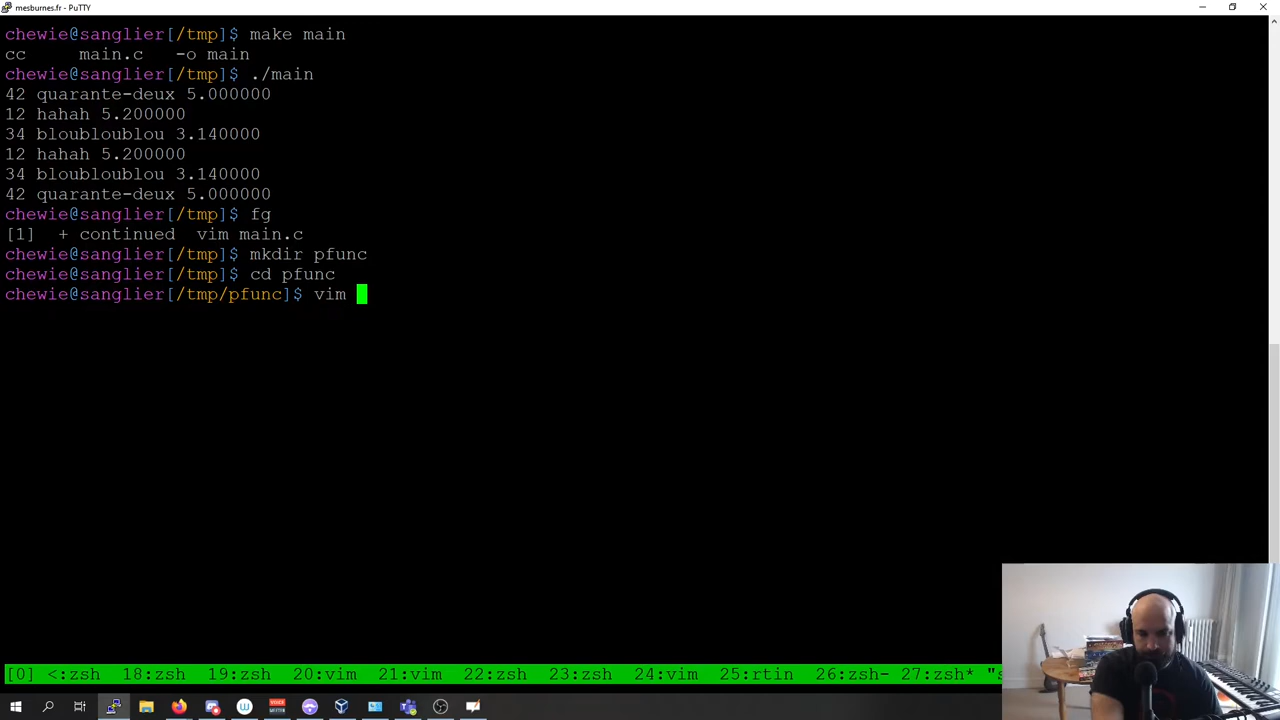 mesburnes.fr - PuTTY
chewie@sanglier[/tmp]$ make main
cc     main.c   -o main
chewie@sanglier[/tmp]$ ./main
42 quarante-deux 5.000000
12 hahah 5.200000
34 bloubloublou 3.140000
12 hahah 5.200000
34 bloubloublou 3.140000
42 quarante-deux 5.000000
chewie@sanglier[/tmp]$ fg
[1]  + continued  vim main.c
chewie@sanglier[/tmp]$ mkdir pfunc
chewie@sanglier[/tmp]$ cd pfunc
chewie@sanglier[/tmp/pfunc]$ vim
[0] <:zsh  18:zsh  19:zsh  20:vim  21:vim  22:zsh  23:zsh  24:vim  25:rtin  26:zsh- 27:zsh* "s